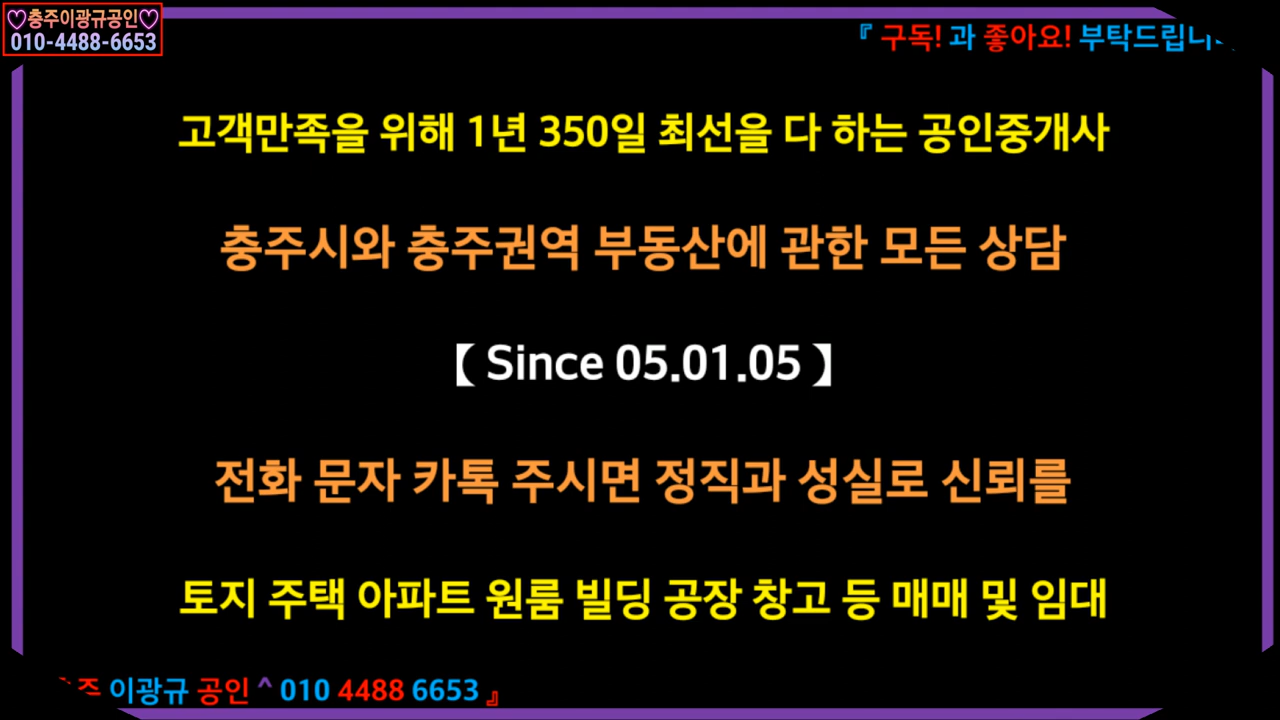 ♡충주이광규공인♡
010-4488-6653
『 구독! 과 좋아요!
고객만족을 위해 1년 350일 최선을 다 하는 공인중개사
충주시와 충주권역 부동산에 관한 모든 상담
【 Since 05.01.05 】
전화 문자 카톡 주시면 정직과 성실로 신뢰를
토지 주택 아파트 원룸 빌딩 공장 창고 등 매매 및 임대
이광규 공인 ^ 010 4488 6653 』